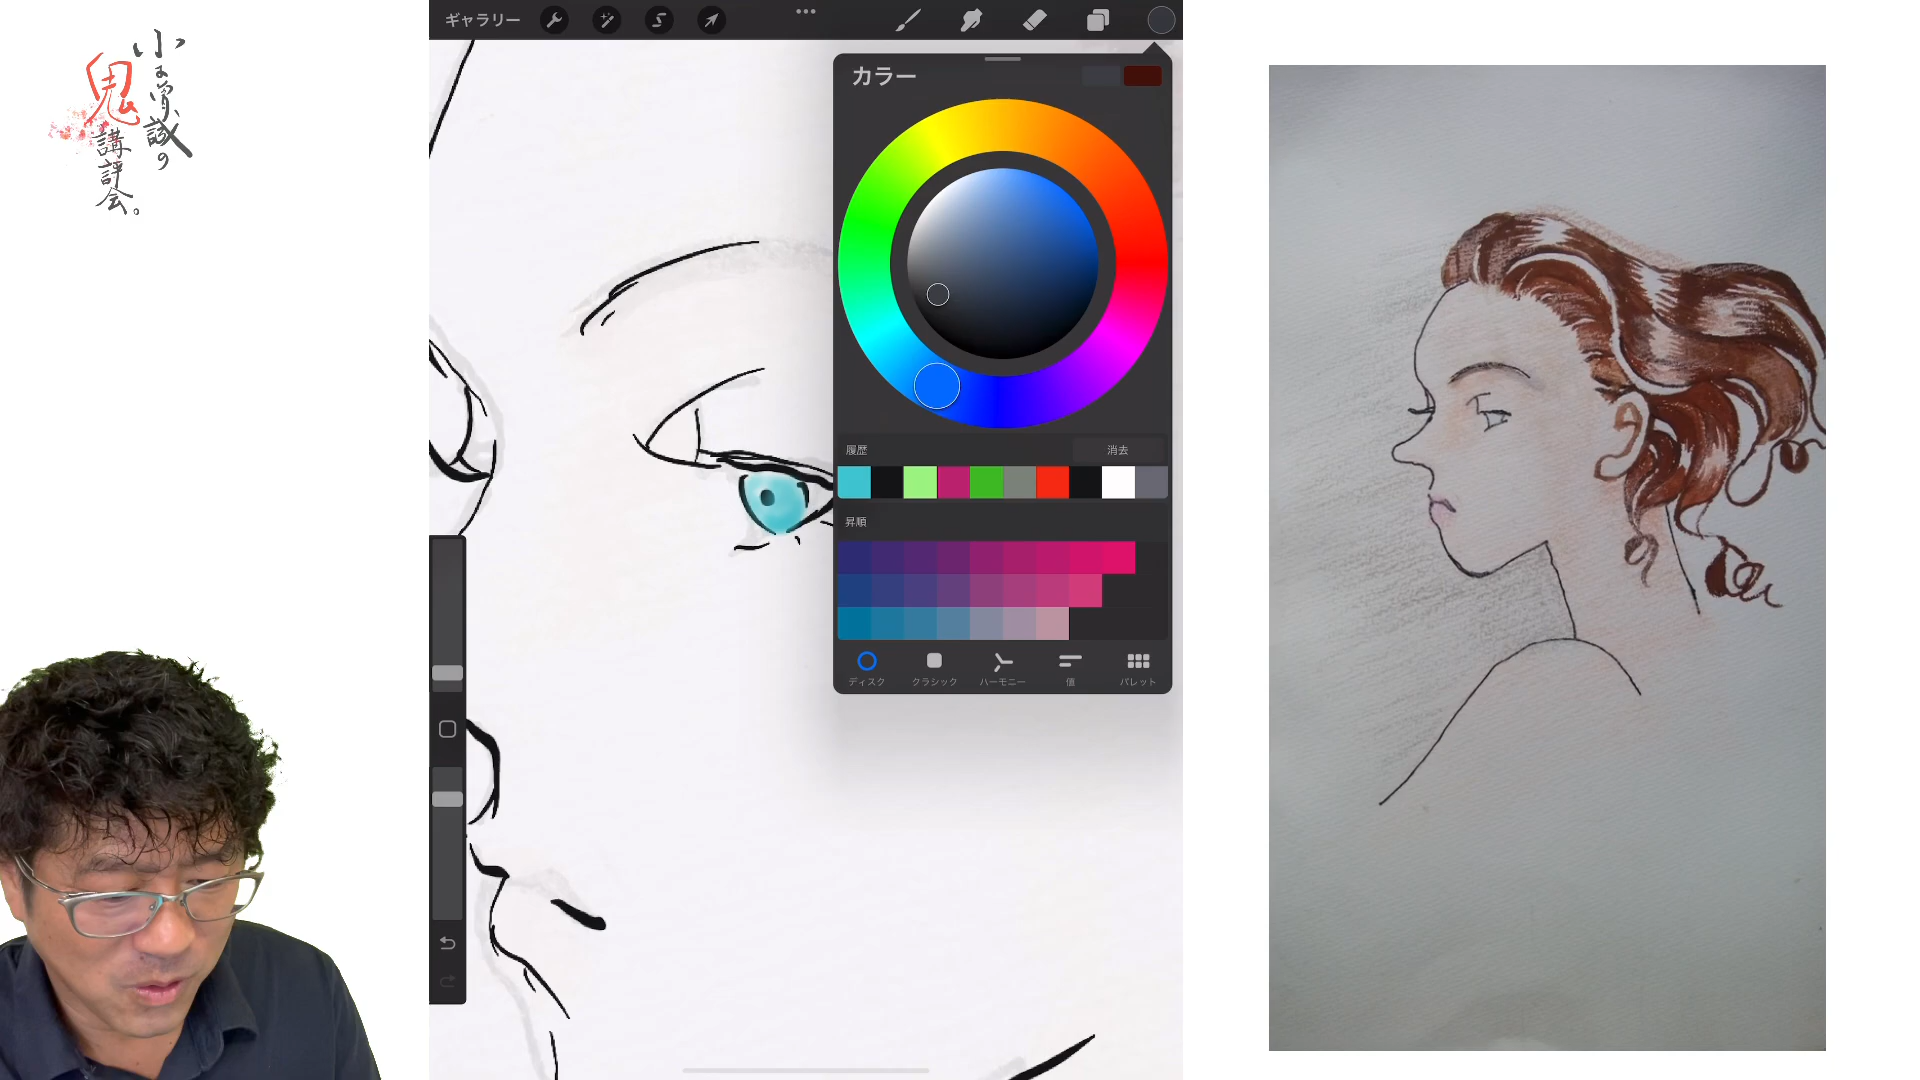 小森誠の
鬼
講評会。
ギャラリー
カラー
履歴
消去
昇順
ディスク
クラシック
ハーモニー
値
パレット